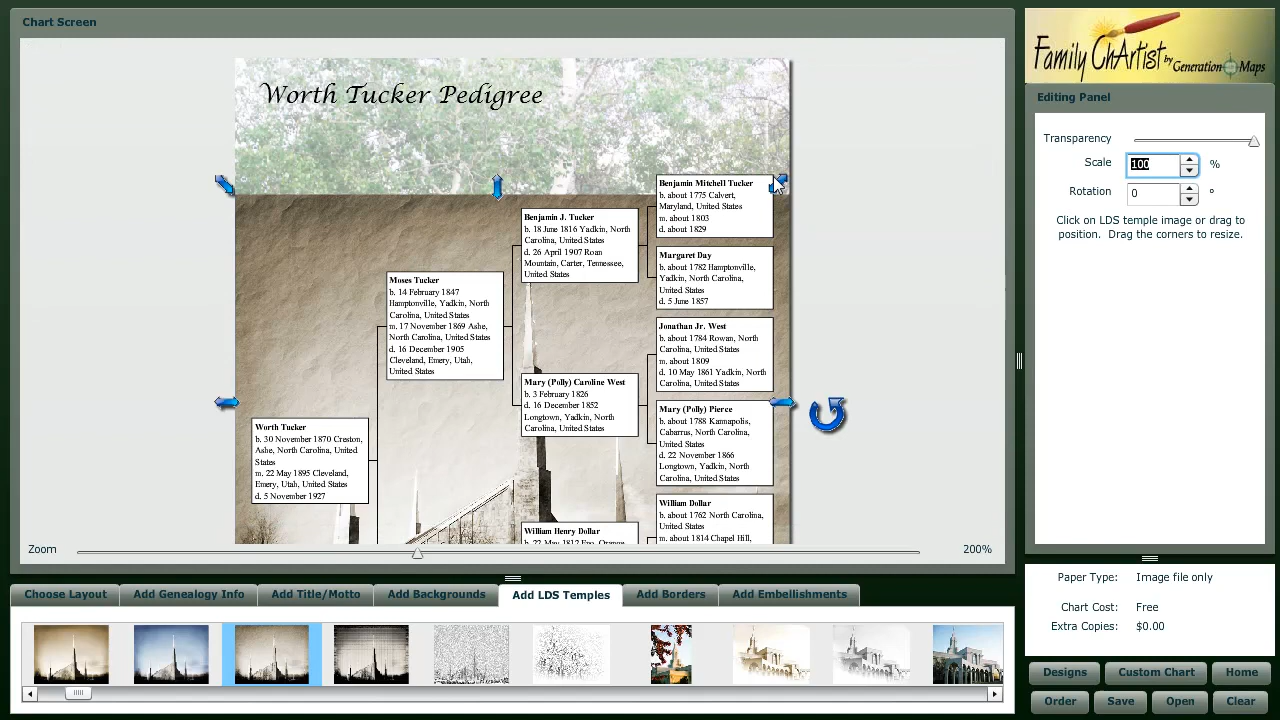 Chart Screen
Worth Tucker Pedigree
Benjamin Mitchell Tucker
b. about 1775 Calvert,
Maryland, United States
m. about 1803
d. about 1829
Benjamin J. Tucker
b. 18 June 1816 Yadkin, North
Carolina, United States
d. 26 April 1907 Roan
Mountain, Carter, Tennessee,
United States
Margaret Day
b. about 1782 Hamptonville,
Yadkin, North Carolina,
United States
d. 5 June 1857
Moses Tucker
b. 14 February 1847
Hamptonville, Yadkin, North
Carolina, United States
m. 17 November 1869 Ashe,
North Carolina, United States
d. 16 December 1905
Cleveland, Emery, Utah,
United States
Jonathan Jr. West
b. about 1784 Rowan, North
Carolina, United States
m. about 1809
d. 10 May 1861 Yadkin, North
Carolina, United States
Mary (Polly) Caroline West
b. 3 February 1826
d. 16 December 1852
Longtown, Yadkin, North
Carolina, United States
Mary (Polly) Pierce
b. about 1788 Kannapolis,
Cabarrus, North Carolina,
United States
d. 22 November 1866
Longtown, Yadkin, North
Carolina, United States
Worth Tucker
b. 30 November 1870 Creston,
Ashe, North Carolina, United
States
m. 22 May 1895 Cleveland,
Emery, Utah, United States
d. 5 November 1927
William Dollar
b. about 1762 North Carolina,
United States
m. about 1814 Chapel Hill,
William Henry Dollar
b. 22 May 1812 Eno, Orange,
Zoom
200%
Family ChArtist by Generation Maps
Editing Panel
Transparency
Scale 100 %
Rotation 0 °
Click on LDS temple image or drag to
position. Drag the corners to resize.
Choose Layout
Add Genealogy Info
Add Title/Motto
Add Backgrounds
Add LDS Temples
Add Borders
Add Embellishments
Paper Type: Image file only
Chart Cost: Free
Extra Copies: $0.00
Designs
Custom Chart
Home
Order
Save
Open
Clear